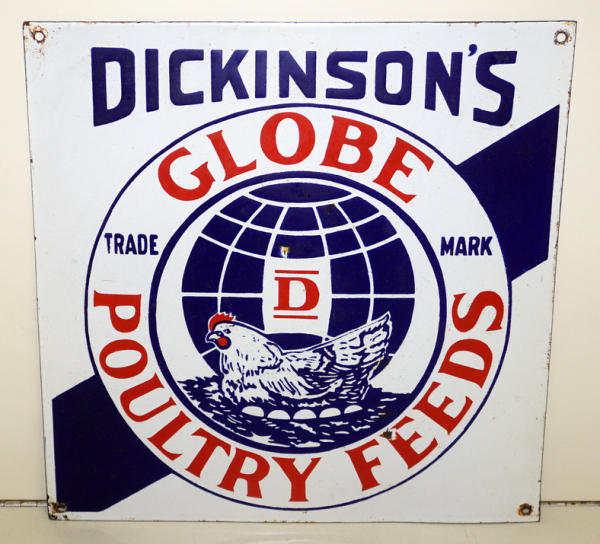 DICKINSON'S
GLOBE
TRADE MARK
D
POULTRY FEEDS